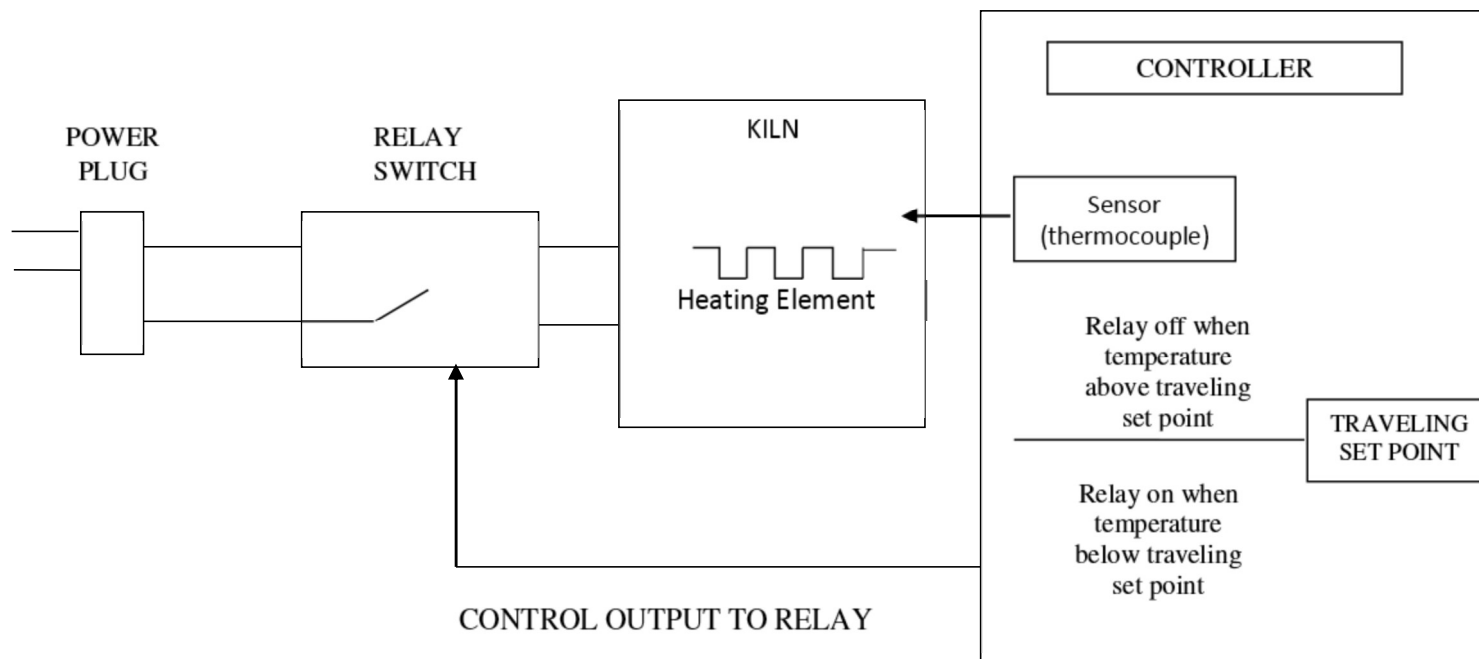 CONTROLLER
KILN
POWER
PLUG
RELAY
SWITCH
Sensor
(thermocouple)
Heating Element
Relay off when
temperature
above traveling
set point
TRAVELING
SET POINT
Relay on when
temperature
below traveling
set point
CONTROL OUTPUT TO RELAY